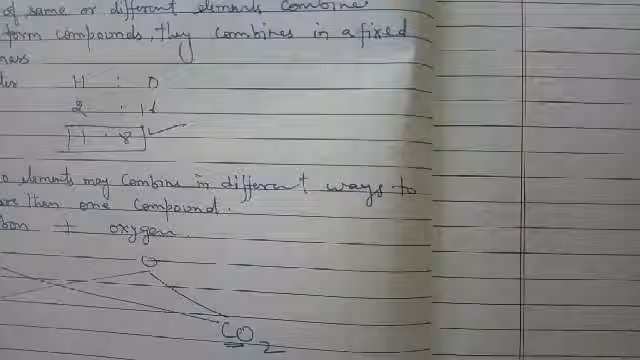 of same or different elements combine
form compounds, they combines in a fixed
mass
H : O
2 :
1 : 8
elements may combine in different ways to
than one compound.
+ oxygen
O
CO2